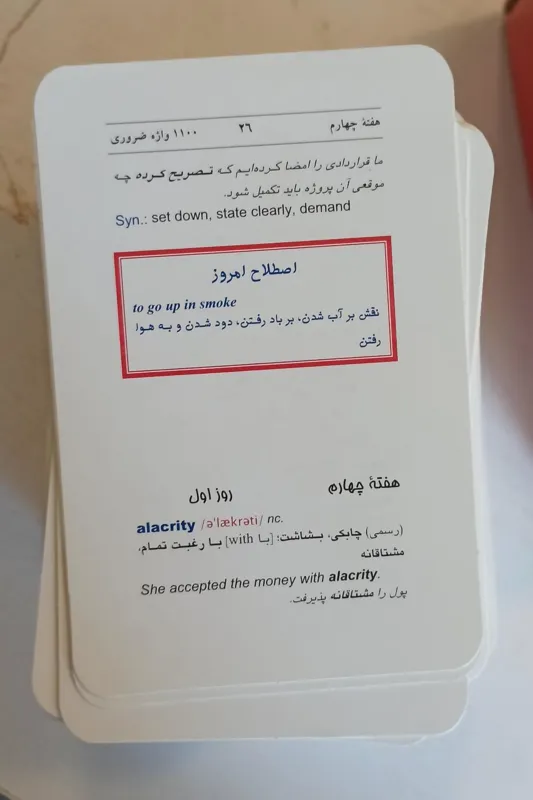 هفتهٔ چهارم ۲۶ ۱۱۰۰ واژه ضروری
ما قراردادی را امضا کرده‌ایم که تصریح کرده چه
موقعی آن پروژه باید تکمیل شود.
Syn.: set down, state clearly, demand
اصطلاح امروز
to go up in smoke
نقش بر آب شدن، بر باد رفتن، دود شدن و به هوا
رفتن
هفتهٔ چهارم روز اول
alacrity /əˈlækrəti/ nc.
(رسمی) چابکی، بشاشت؛ [با with] با رغبت تمام،
مشتاقانه
She accepted the money with alacrity.
پول را مشتاقانه پذیرفت.